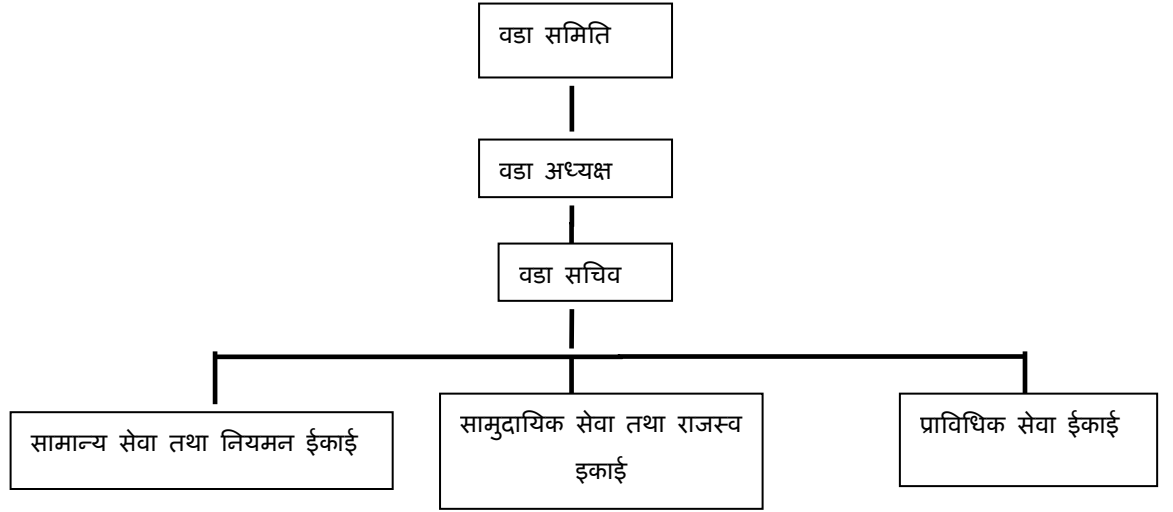 वडा समिति
वडा अध्यक्ष
वडा सचिव
सामान्य सेवा तथा नियमन ईकाई
सामुदायिक सेवा तथा राजस्व
इकाई
प्राविधिक सेवा ईकाई